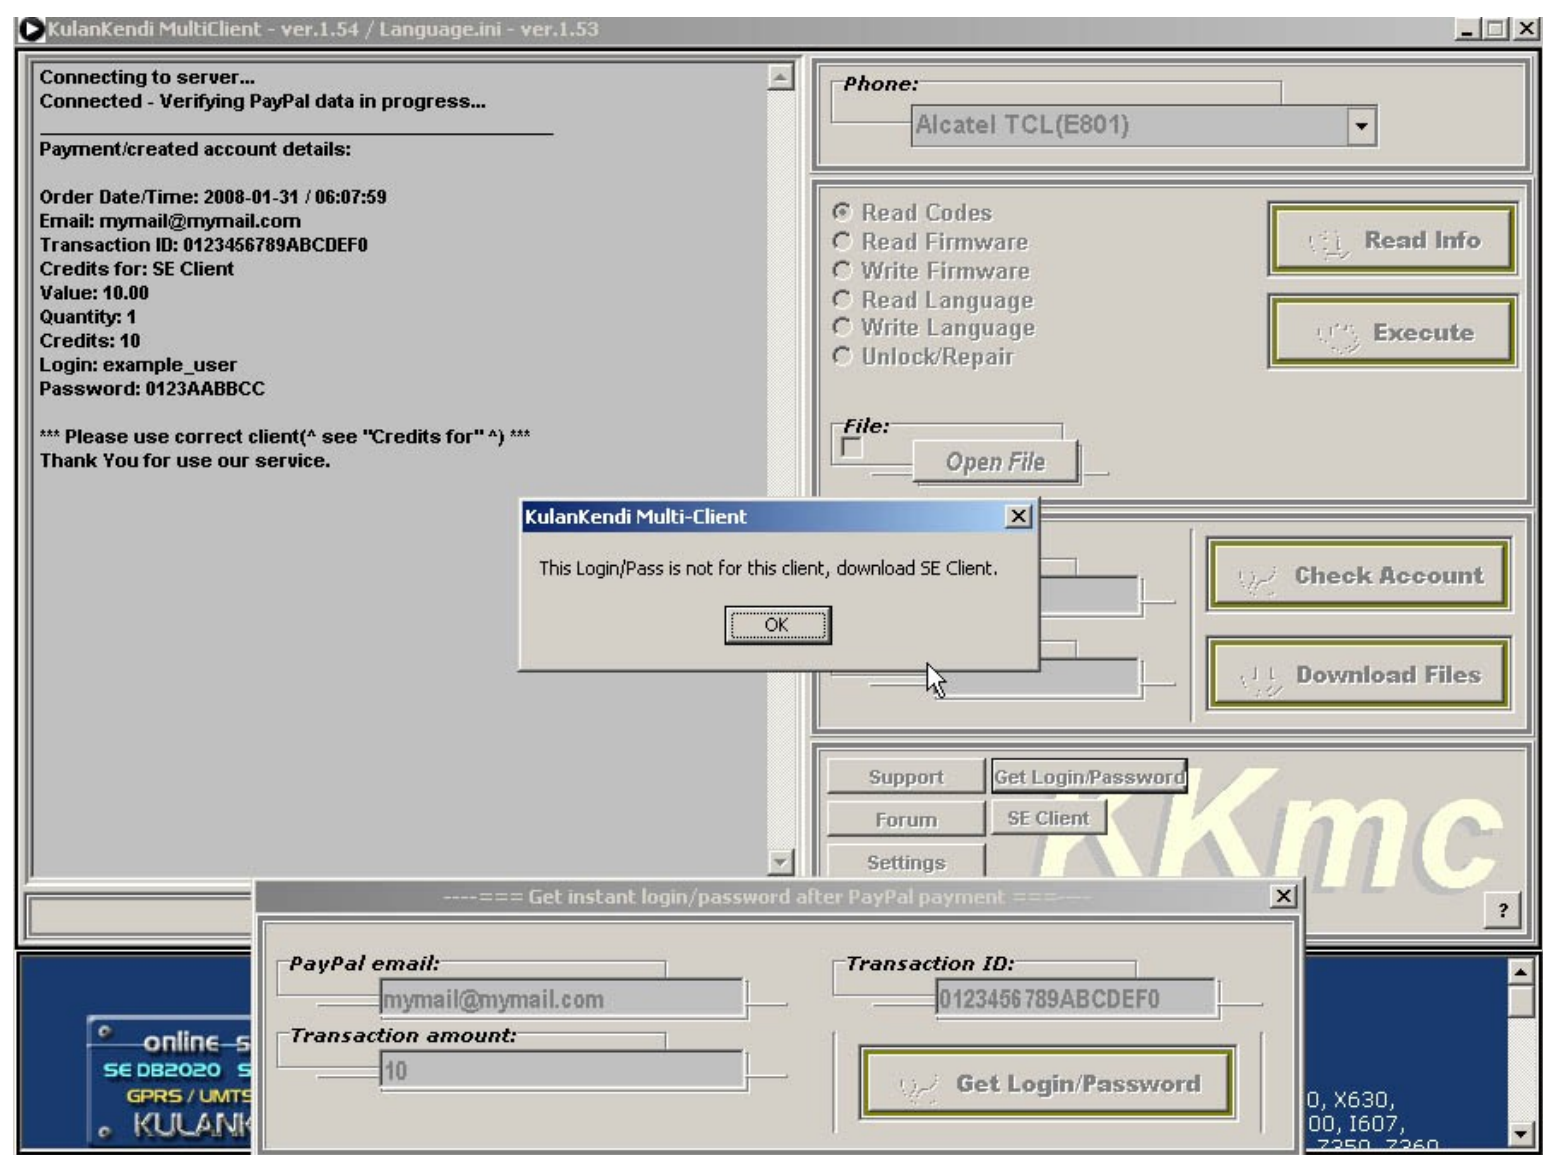 KulanKendi MultiClient - ver.1.54 / Language.ini - ver.1.53
Connecting to server...
Connected - Verifying PayPal data in progress...
Payment/created account details:
Order Date/Time: 2008-01-31 / 06:07:59
Email: mymail@mymail.com
Transaction ID: 0123456789ABCDEF0
Credits for: SE Client
Value: 10.00
Quantity: 1
Credits: 10
Login: example_user
Password: 0123AABBCC
*** Please use correct client(^ see "Credits for" ^) ***
Thank You for use our service.
Phone:
Alcatel TCL(E801)
Read Codes
Read Firmware
Write Firmware
Read Language
Write Language
Unlock/Repair
Read Info
Execute
File:
Open File
KulanKendi Multi-Client
This Login/Pass is not for this client, download SE Client.
OK
Check Account
Download Files
Support
Get Login/Password
Forum
SE Client
Settings
KKmc
?
----=== Get instant login/password after PayPal payment ===----
PayPal email:
mymail@mymail.com
Transaction ID:
0123456789ABCDEF0
Transaction amount:
10
Get Login/Password
online s
SE DB2020 S
GPRS / UMTS
KULANK
0, X630,
00, I607,
Z350, Z360